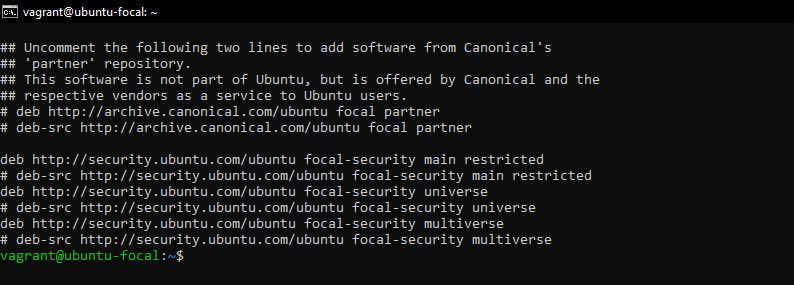 vagrant@ubuntu-focal: ~
## Uncomment the following two lines to add software from Canonical's
## 'partner' repository.
## This software is not part of Ubuntu, but is offered by Canonical and the
## respective vendors as a service to Ubuntu users.
# deb http://archive.canonical.com/ubuntu focal partner
# deb-src http://archive.canonical.com/ubuntu focal partner
deb http://security.ubuntu.com/ubuntu focal-security main restricted
# deb-src http://security.ubuntu.com/ubuntu focal-security main restricted
deb http://security.ubuntu.com/ubuntu focal-security universe
# deb-src http://security.ubuntu.com/ubuntu focal-security universe
deb http://security.ubuntu.com/ubuntu focal-security multiverse
# deb-src http://security.ubuntu.com/ubuntu focal-security multiverse
vagrant@ubuntu-focal:~$